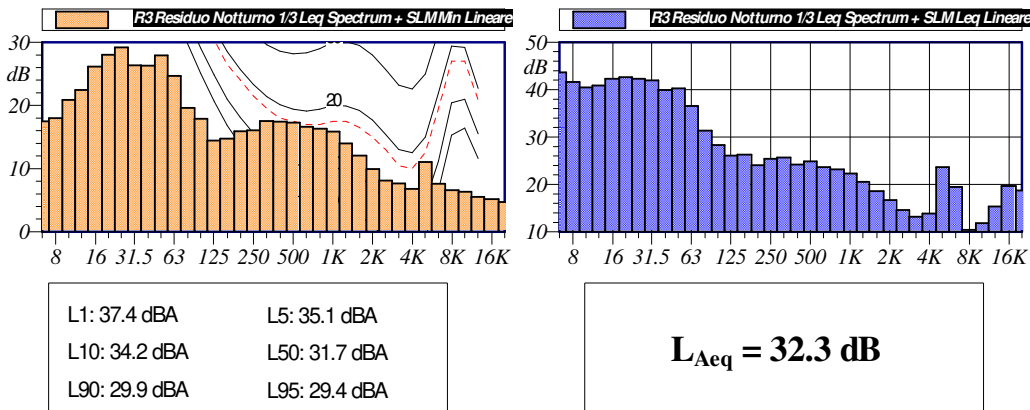 R3 Residuo Notturno 1/3 Leq Spectrum + SLM Min Lineare
30
dB
20
10
0
20
8 16 31.5 63 125 250 500 1K 2K 4K 8K 16K
R3 Residuo Notturno 1/3 Leq Spectrum + SLM Leq Lineare
50
dB
40
30
20
10
8 16 31.5 63 125 250 500 1K 2K 4K 8K 16K
L1: 37.4 dBA L5: 35.1 dBA
L10: 34.2 dBA L50: 31.7 dBA
L90: 29.9 dBA L95: 29.4 dBA
LAeq = 32.3 dB